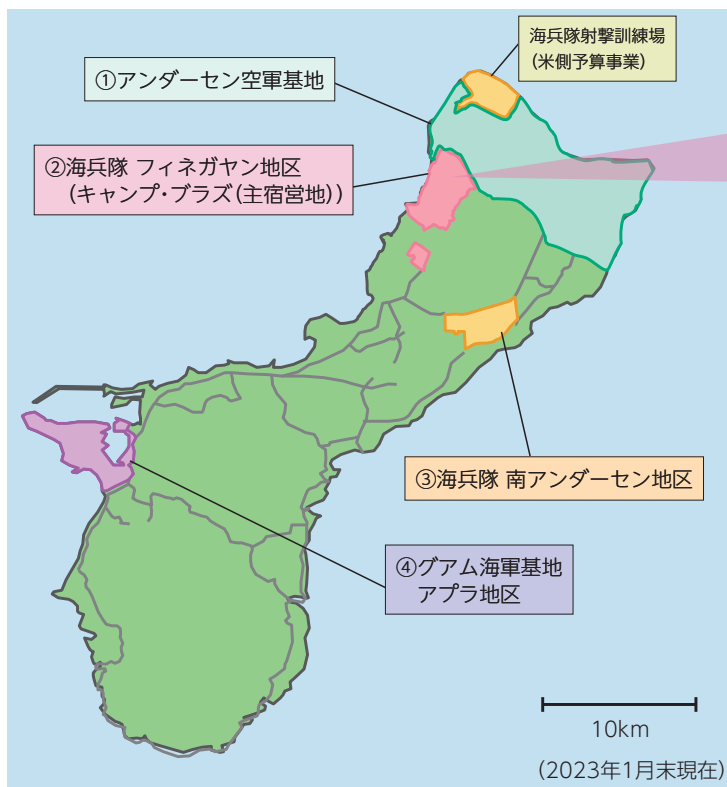 海兵隊射撃訓練場
(米側予算事業)
①アンダーセン空軍基地
②海兵隊 フィネガヤン地区
(キャンプ・ブラズ(主宿営地))
③海兵隊 南アンダーセン地区
④グアム海軍基地
アプラ地区
10km
(2023年1月末現在)